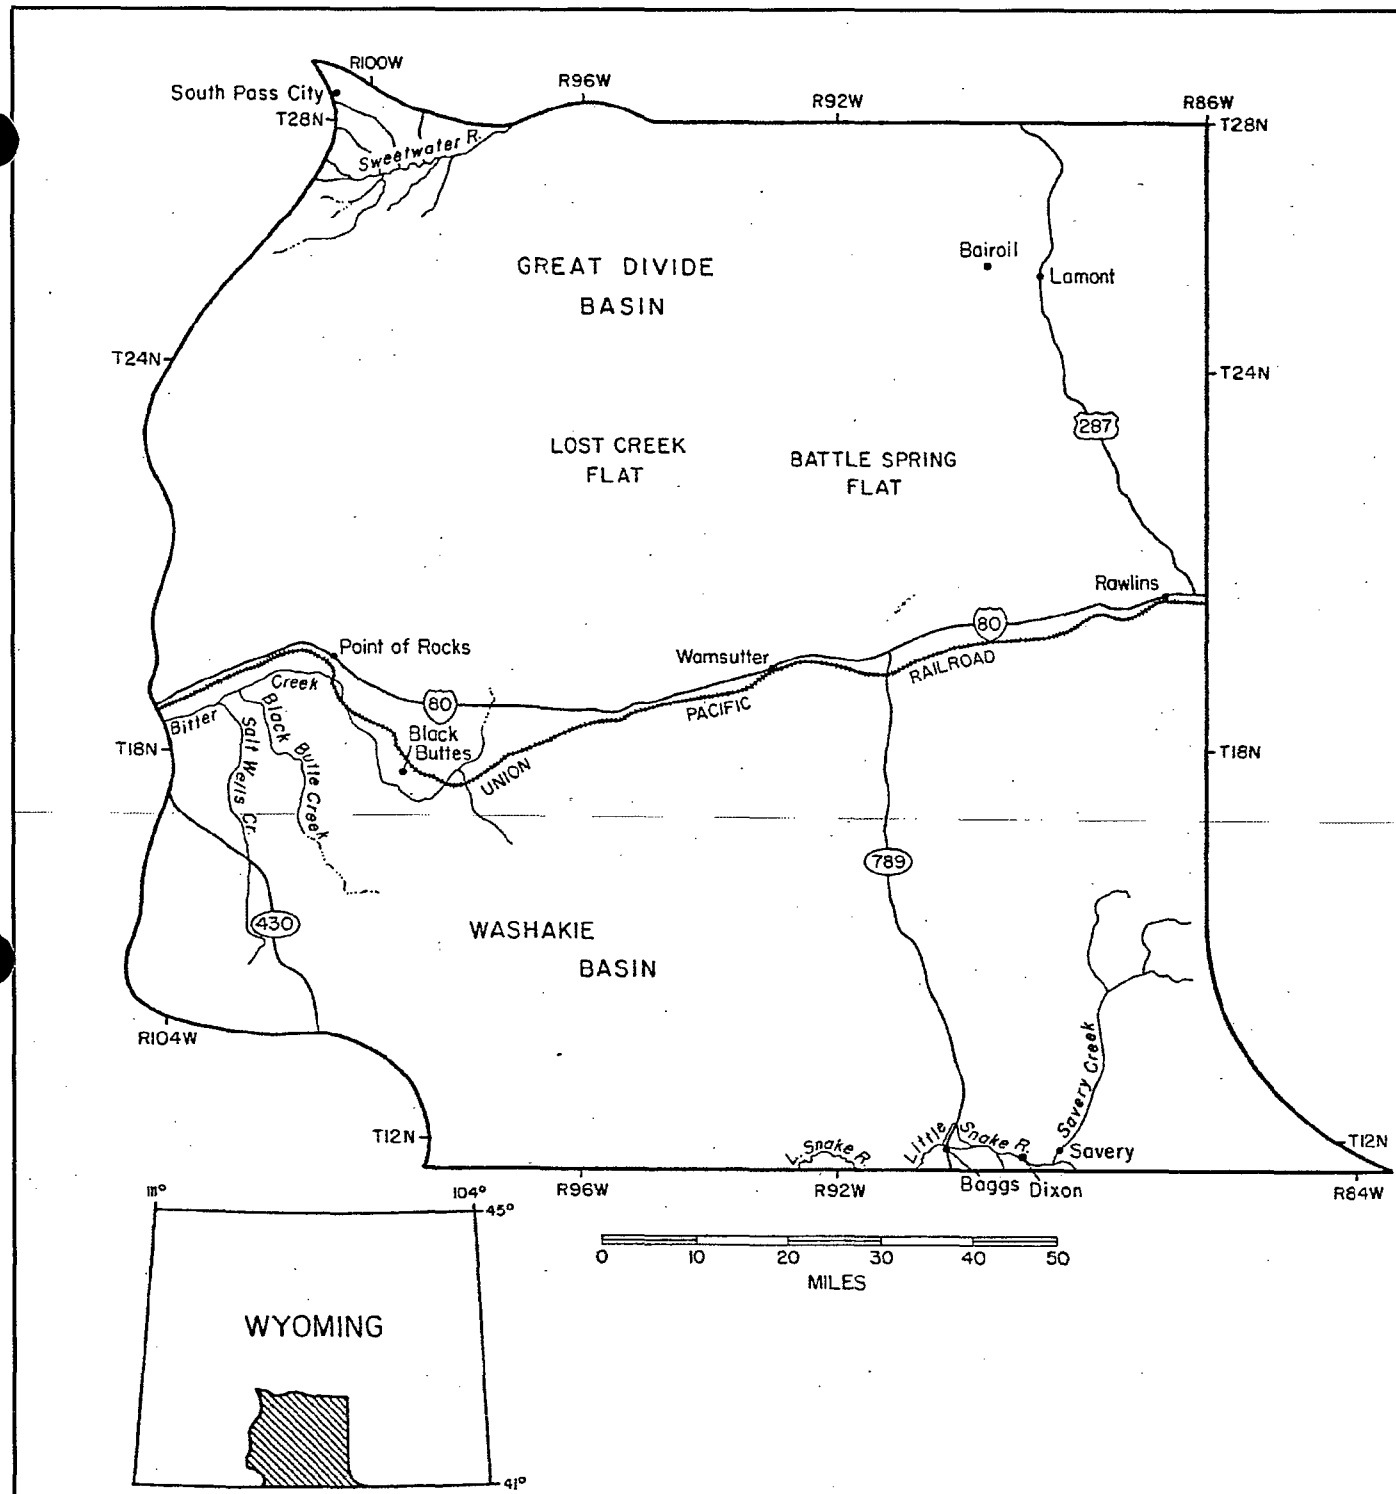 R100W
R96W
R92W
R86W
South Pass City
T28N
T28N
Sweetwater R.
Bairoil
Lamont
GREAT DIVIDE
BASIN
T24N
T24N
287
LOST CREEK
FLAT
BATTLE SPRING
FLAT
Rawlins
80
Point of Rocks
Wamsutter
RAILROAD
PACIFIC
UNION
Creek
Bitter
80
Black
Buttes
Salt Wells Cr.
Black Butte Creek
T18N
T18N
789
430
WASHAKIE
BASIN
R104W
Savery Creek
T12N
T12N
L. Snake R.
Little
Snake R.
Savery
Baggs
Dixon
R96W
R92W
R84W
111°
104°
45°
0 10 20 30 40 50
MILES
WYOMING
41°